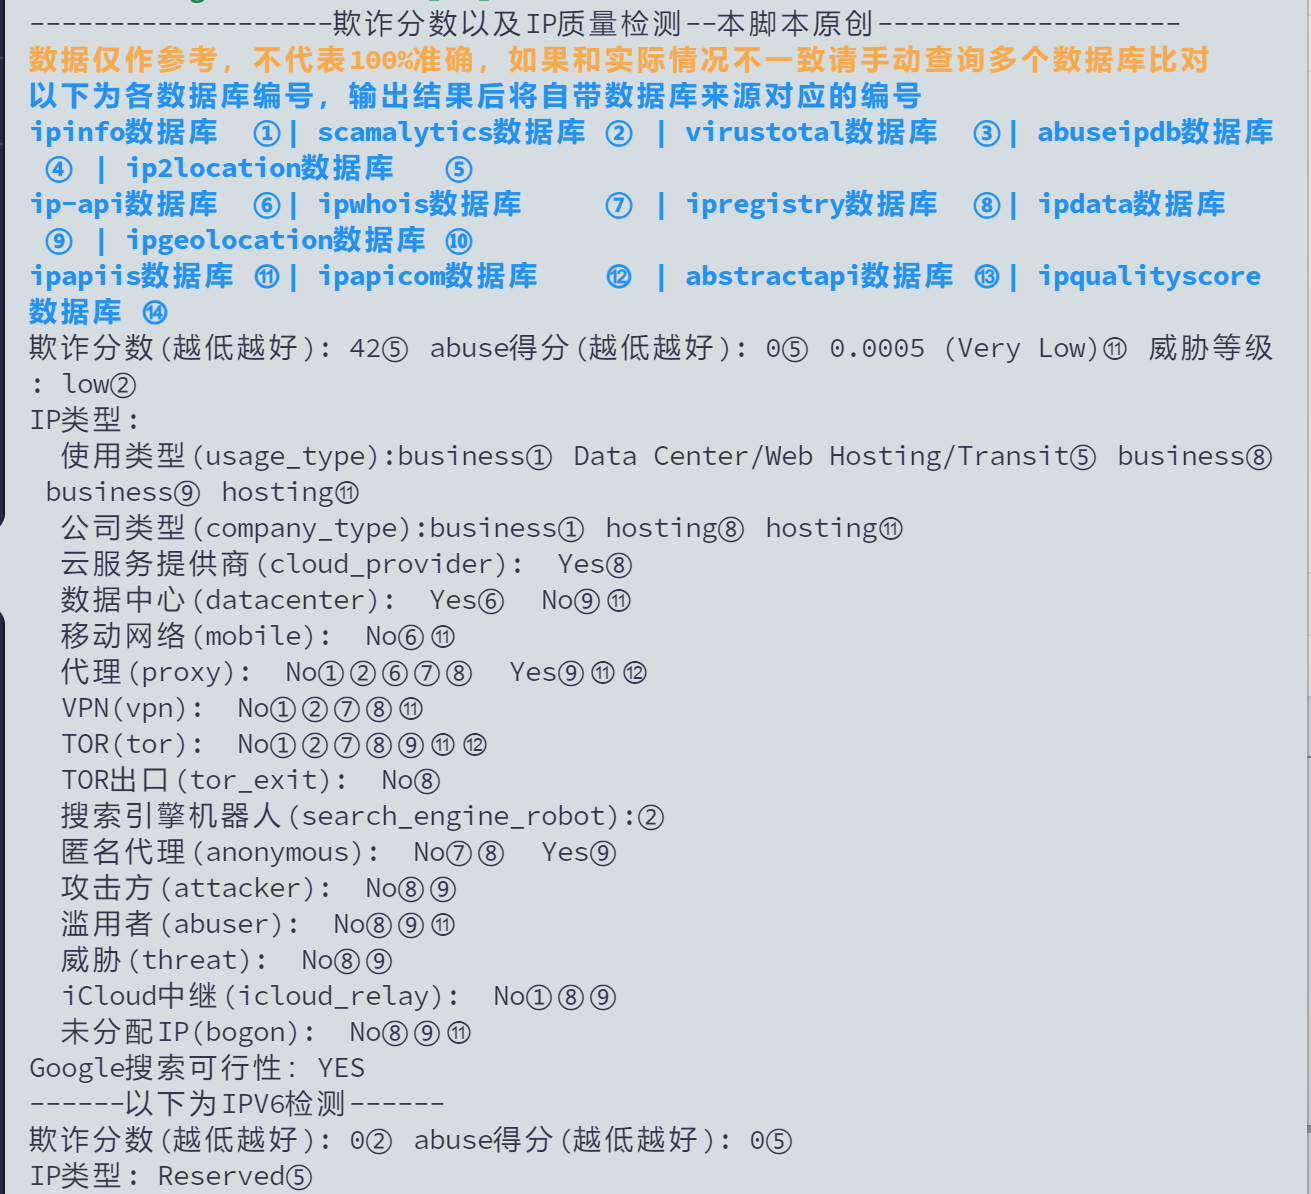 -------------------欺诈分数以及IP质量检测--本脚本原创-------------------
数据仅作参考，不代表100%准确，如果和实际情况不一致请手动查询多个数据库比对
以下为各数据库编号，输出结果后将自带数据库来源对应的编号
ipinfo数据库  ①| scamalytics数据库 ② | virustotal数据库  ③| abuseipdb数据库
 ④ | ip2location数据库   ⑤
ip-api数据库  ⑥| ipwhois数据库     ⑦ | ipregistry数据库  ⑧| ipdata数据库
 ⑨ | ipgeolocation数据库 ⑩
ipapiis数据库 ⑪| ipapicom数据库    ⑫ | abstractapi数据库 ⑬| ipqualityscore
数据库 ⑭
欺诈分数(越低越好): 42⑤ abuse得分(越低越好): 0⑤ 0.0005 (Very Low)⑪ 威胁等级
: low②
IP类型:
  使用类型(usage_type):business① Data Center/Web Hosting/Transit⑤ business⑧
 business⑨ hosting⑪
  公司类型(company_type):business① hosting⑧ hosting⑪
  云服务提供商(cloud_provider):  Yes⑧
  数据中心(datacenter):  Yes⑥  No⑨⑪
  移动网络(mobile):  No⑥⑪
  代理(proxy):  No①②⑥⑦⑧  Yes⑨⑪⑫
  VPN(vpn):  No①②⑦⑧⑪
  TOR(tor):  No①②⑦⑧⑨⑪⑫
  TOR出口(tor_exit):  No⑧
  搜索引擎机器人(search_engine_robot):②
  匿名代理(anonymous):  No⑦⑧  Yes⑨
  攻击方(attacker):  No⑧⑨
  滥用者(abuser):  No⑧⑨⑪
  威胁(threat):  No⑧⑨
  iCloud中继(icloud_relay):  No①⑧⑨
  未分配IP(bogon):  No⑧⑨⑪
Google搜索可行性：YES
------以下为IPV6检测------
欺诈分数(越低越好): 0② abuse得分(越低越好): 0⑤
IP类型: Reserved⑤